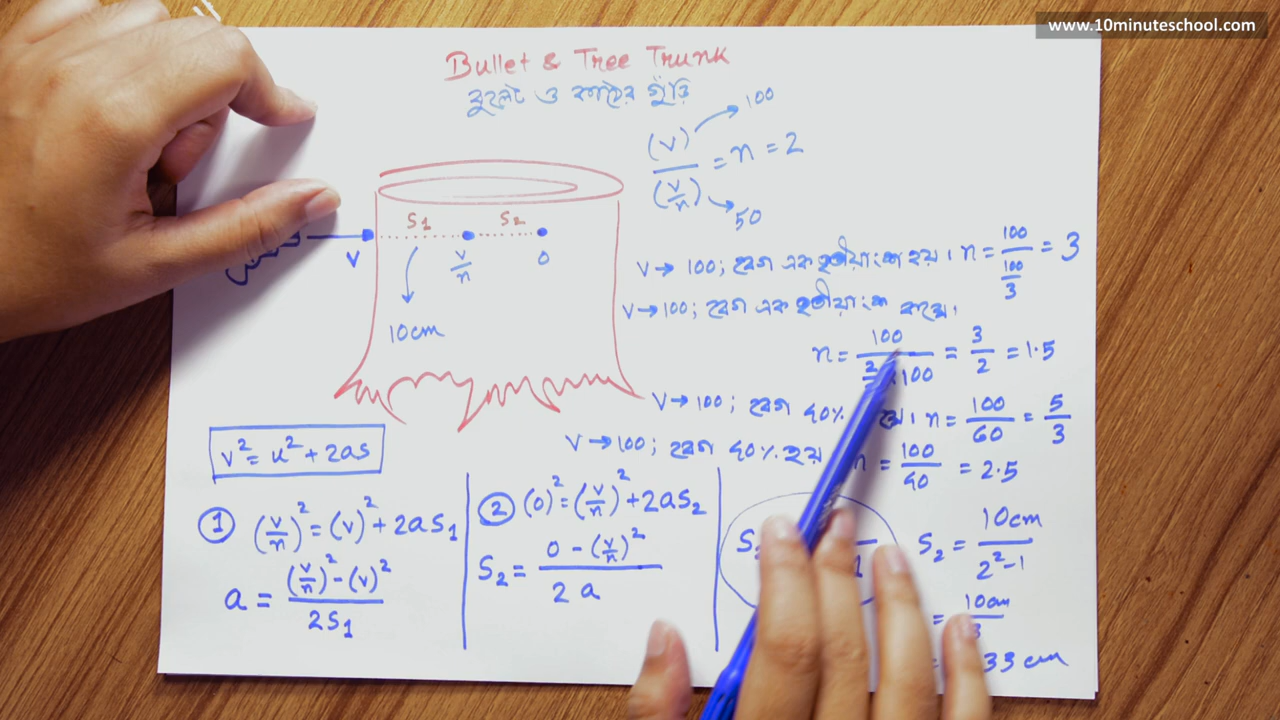 www.10minuteschool.com
Bullet & Tree Trunk
বুলেট ও কাঠের গুঁড়ি
(v) → 100
(v/n) → 50
= n = 2
S₁ S₂
v
v/n
0
10cm
v → 100; বেগ এক তৃতীয়াংশ হয়। n = 100/(100/3) = 3
v → 100; বেগ এক তৃতীয়াংশ কমে।
n = 100/ ×100 = 3/2 = 1.5
v → 100; বেগ 40% n = 100/60 = 5/3
v → 100; বেগ 40% হয় n = 100/40 = 2.5
v² = u² + 2as
① (v/n)² = (v)² + 2aS₁
a = ((v/n)² - (v)²)/2S₁
② (0)² = (v/n)² + 2aS₂
S₂ = (0 - (v/n)²)/2a
S₂ = 10cm/(2²-1)
= 10cm/3
33 cm